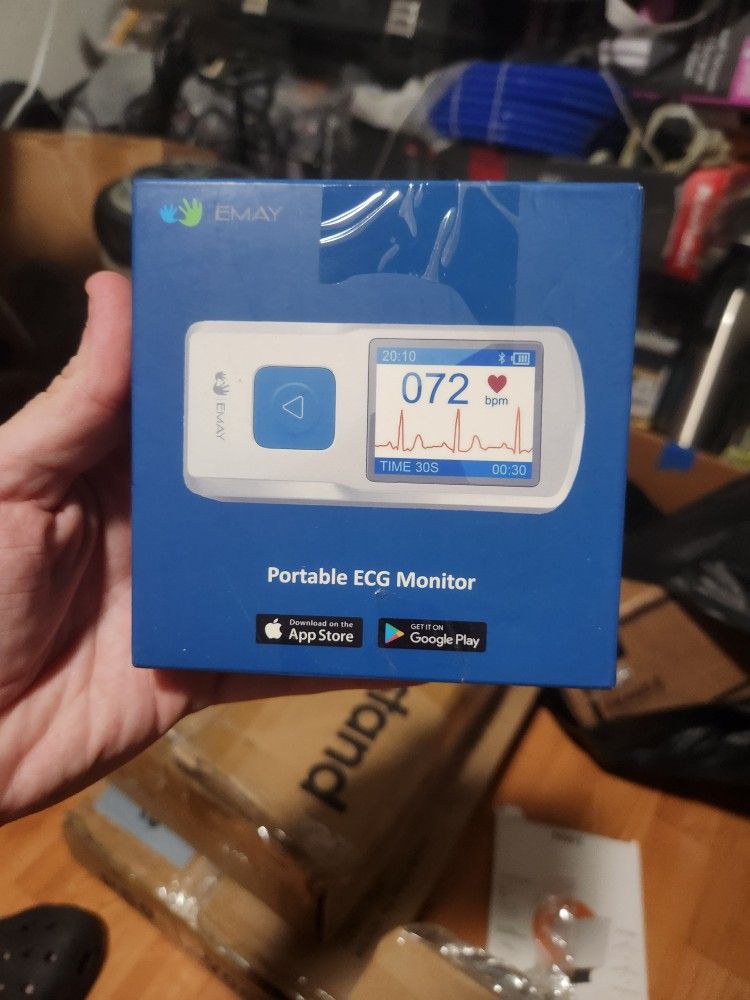 EMAY
20:10
072
bpm
EMAY
TIME 30S 00:30
Portable ECG Monitor
Download on the
App Store
GET IT ON
Google Play
tand